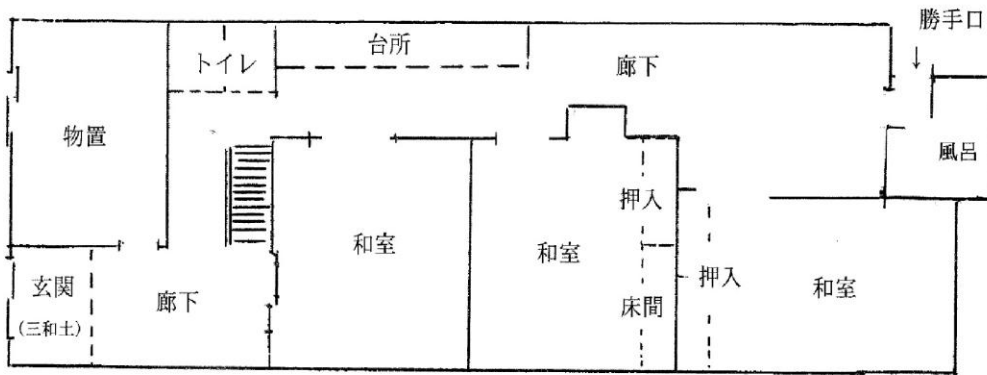 勝手口
↓
台所
トイレ
廊下
物置
風呂
押入
和室
和室
玄関
(三和土)
廊下
床間
押入
和室